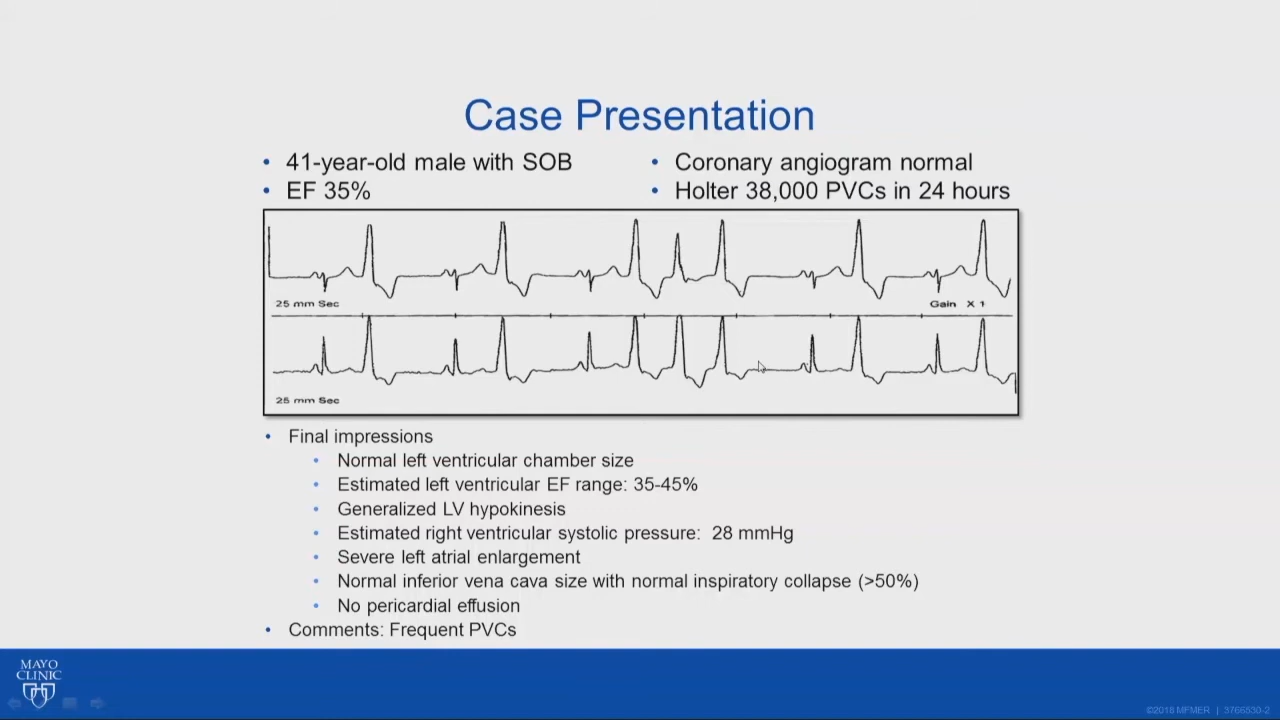 Case Presentation
41-year-old male with SOB
EF 35%
Coronary angiogram normal
Holter 38,000 PVCs in 24 hours
25 mm Sec
Gain X 1
25 mm Sec
Final impressions
Normal left ventricular chamber size
Estimated left ventricular EF range: 35-45%
Generalized LV hypokinesis
Estimated right ventricular systolic pressure: 28 mmHg
Severe left atrial enlargement
Normal inferior vena cava size with normal inspiratory collapse (>50%)
No pericardial effusion
Comments: Frequent PVCs
MAYO
CLINIC
©2018 MFMER | 3766530-2